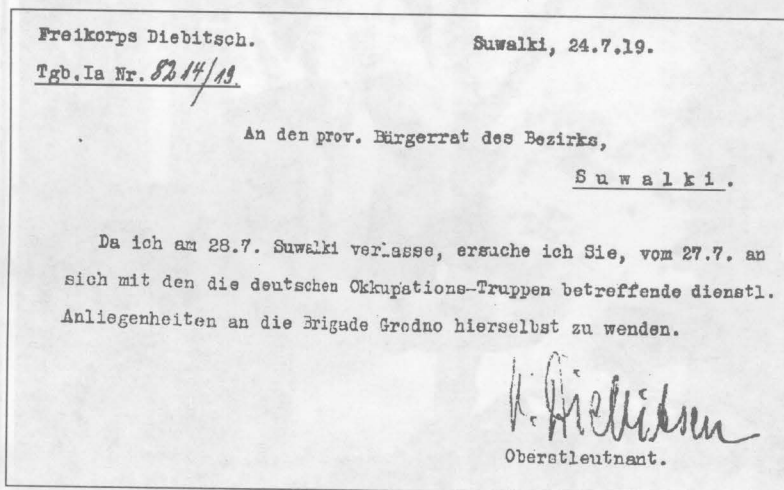 Freikorps Diebitsch.
Suwalki, 24.7.19.
Tgb.Ia Nr. 8214/19.
An den prov. Bürgerrat des Bezirks,
Suwalki.
Da ich am 28.7. Suwalki verlasse, ersuche ich Sie, vom 27.7. an
sich mit den die deutschen Okkupations-Truppen betreffende dienstl.
Anliegenheiten an die Brigade Grodno hierselbst zu wenden.
v. Diebitsch
Oberstleutnant.